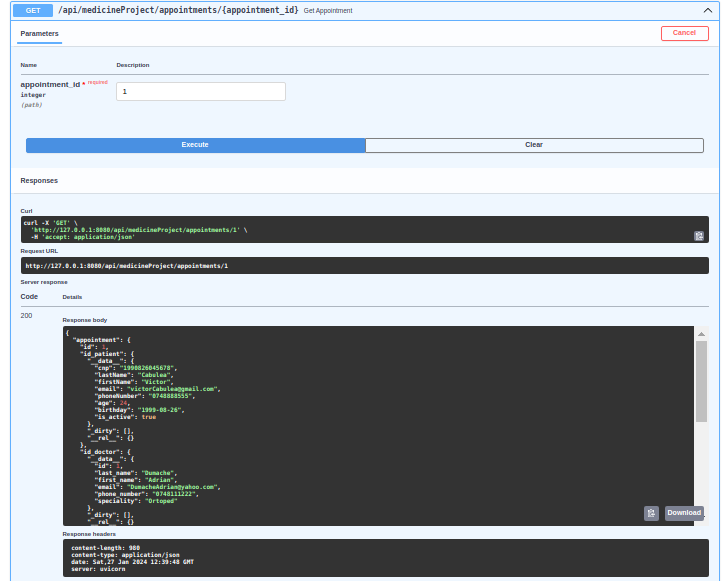 GET /api/medicineProject/appointments/{appointment_id} Get Appointment
Parameters
Cancel
Name Description
appointment_id * required
integer
(path)
1
Execute Clear
Responses
Curl
curl -X 'GET' \
'http://127.0.0.1:8080/api/medicineProject/appointments/1' \
-H 'accept: application/json'
Request URL
http://127.0.0.1:8080/api/medicineProject/appointments/1
Server response
Code Details
200
Response body
{
"appointment": {
"id": 1,
"id_patient": {
"__data__": {
"cnp": "1990826045678",
"lastName": "Cabulea",
"firstName": "Victor",
"email": "victorCabulea@gmail.com",
"phoneNumber": "0748888555",
"age": 24,
"birthday": "1999-08-26",
"is_active": true
},
"_dirty": [],
"__rel__": {}
},
"id_doctor": {
"__data__": {
"id": 1,
"last_name": "Dumache",
"first_name": "Adrian",
"email": "DumacheAdrian@yahoo.com",
"phone_number": "0748111222",
"speciality": "Ortoped"
},
"_dirty": [],
"__rel__": {}
Download
Response headers
content-length: 980
content-type: application/json
date: Sat,27 Jan 2024 12:39:48 GMT
server: uvicorn